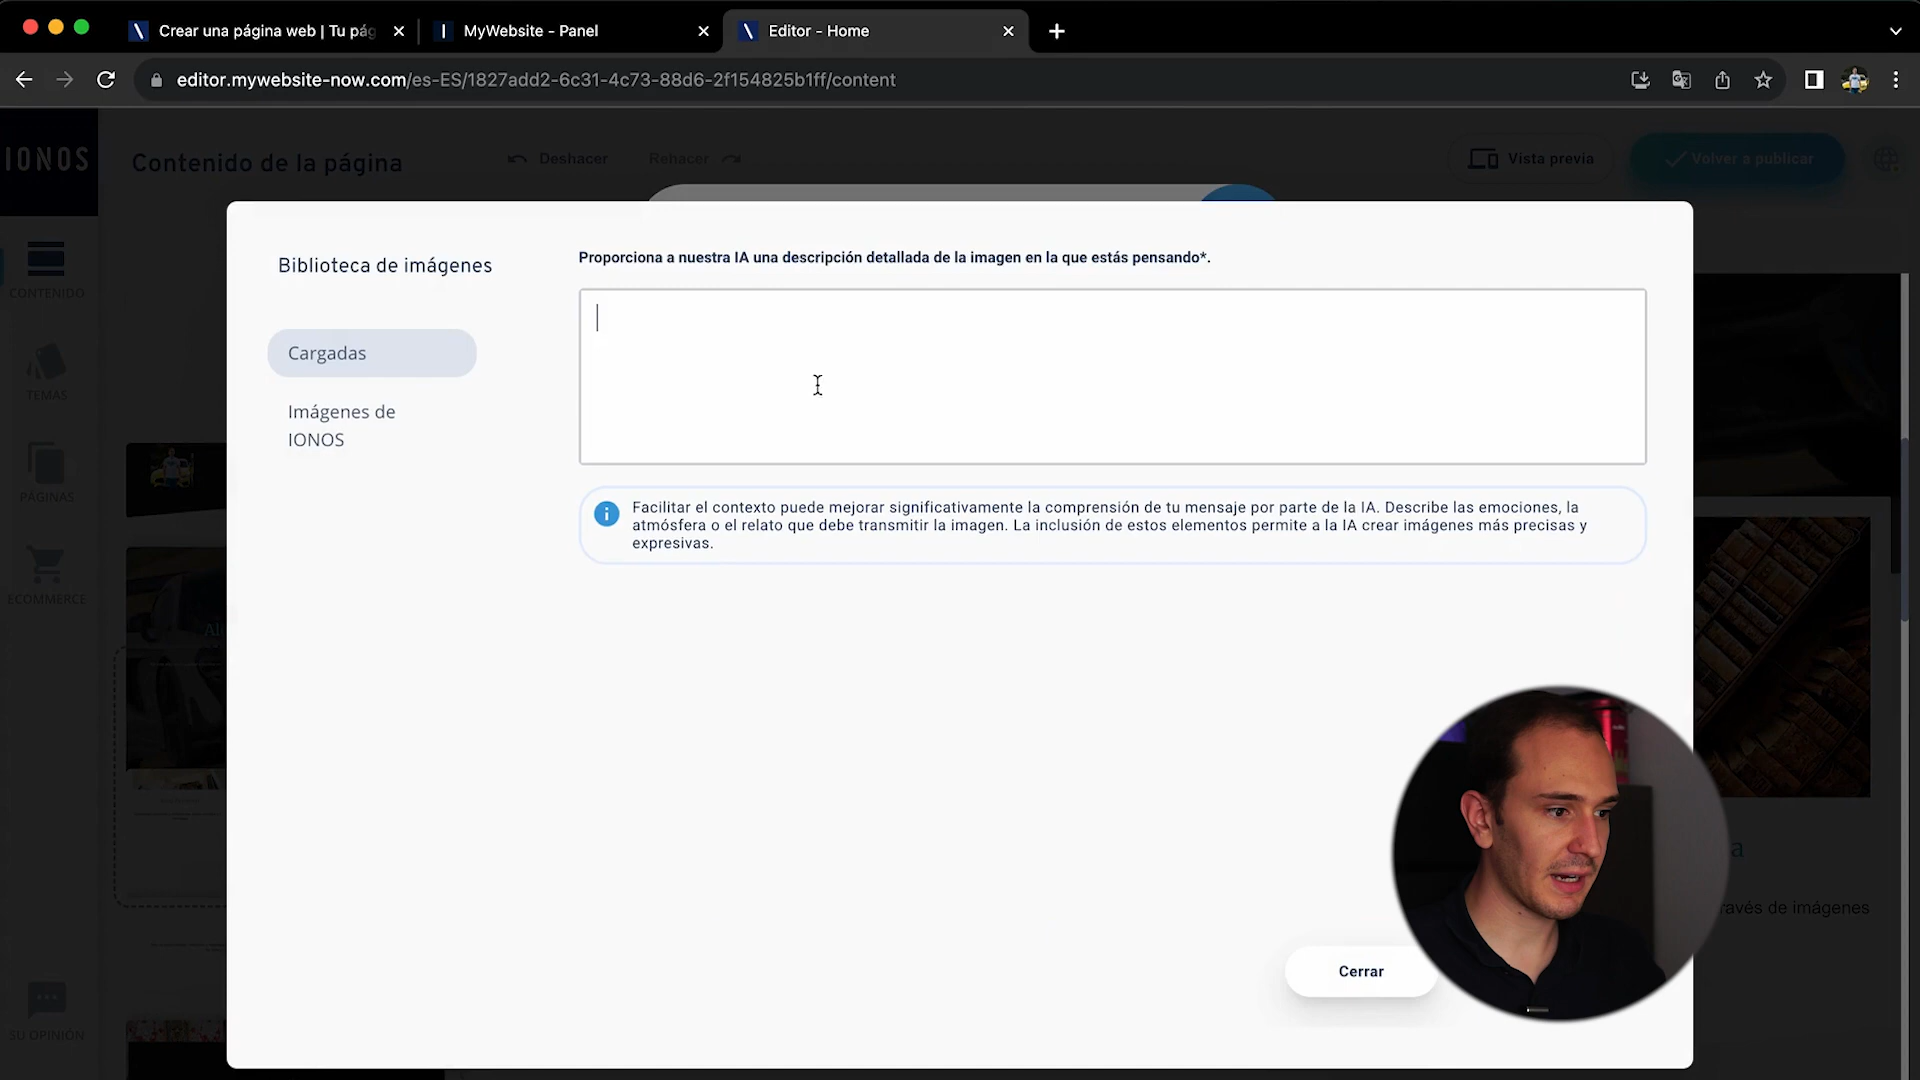 Crear una página web | Tu pág
MyWebsite - Panel
Editor - Home
editor.mywebsite-now.com/es-ES/1827add2-6c31-4c73-88d6-2f154825b1ff/content
IONOS
Contenido de la página
Deshacer
Rehacer
Vista previa
Volver a publicar
CONTENIDO
TEMAS
PÁGINAS
ECOMMERCE
SU OPINIÓN
Biblioteca de imágenes
Cargadas
Imágenes de
IONOS
Proporciona a nuestra IA una descripción detallada de la imagen en la que estás pensando*.
Facilitar el contexto puede mejorar significativamente la comprensión de tu mensaje por parte de la IA. Describe las emociones, la
atmósfera o el relato que debe transmitir la imagen. La inclusión de estos elementos permite a la IA crear imágenes más precisas y
expresivas.
Cerrar
a
ravés de imágenes